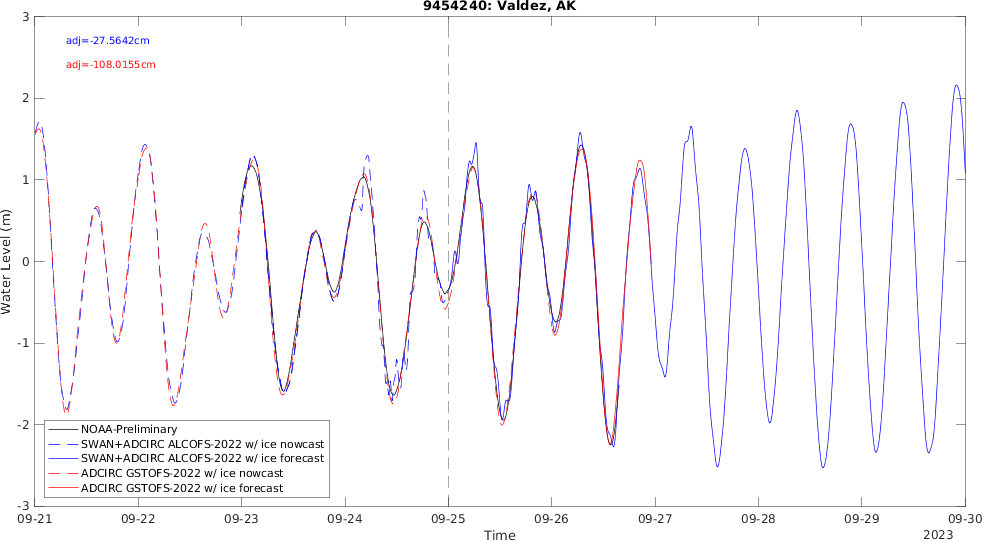 9454240: Valdez, AK
adj=-27.5642cm
adj=-108.0155cm
Water Level (m)
3
2
1
0
-1
-2
-3
NOAA-Preliminary
SWAN+ADCIRC ALCOFS-2022 w/ ice nowcast
SWAN+ADCIRC ALCOFS-2022 w/ ice forecast
ADCIRC GSTOFS-2022 w/ ice nowcast
ADCIRC GSTOFS-2022 w/ ice forecast
09-21 09-22 09-23 09-24 09-25 09-26 09-27 09-28 09-29 09-30
Time
2023